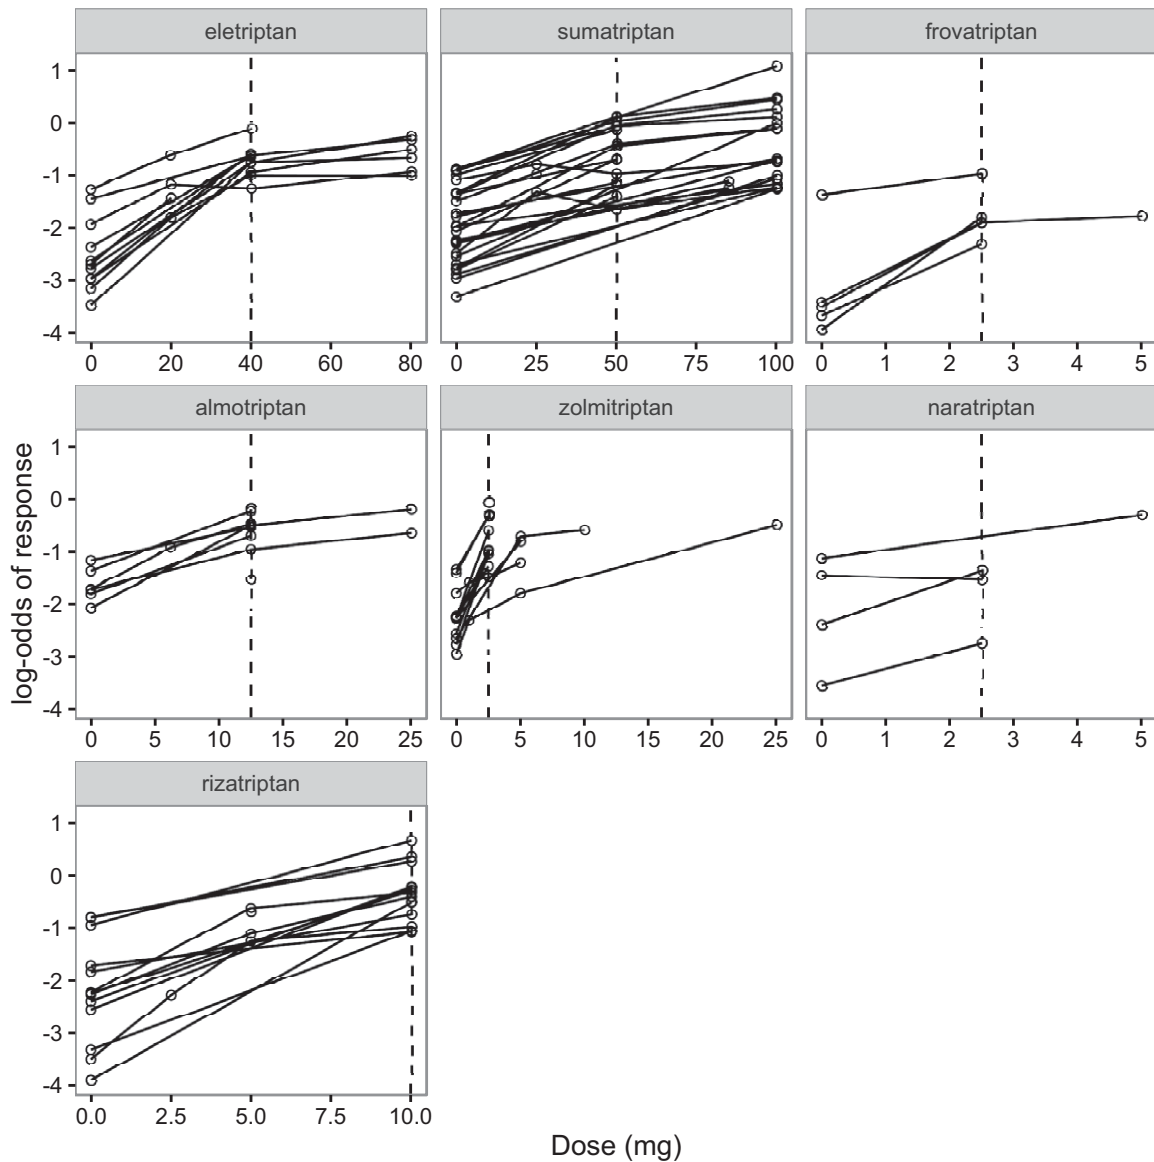 eletriptan sumatriptan frovatriptan
1
0
-1
-2
-3
-4
0 20 40 60 80 0 25 50 75 100 0 1 2 3 4 5
almotriptan zolmitriptan naratriptan
1
0
-1
-2
-3
-4
log-odds of response
0 5 10 15 20 25 0 5 10 15 20 25 0 1 2 3 4 5
rizatriptan
1
0
-1
-2
-3
-4
0.0 2.5 5.0 7.5 10.0
Dose (mg)